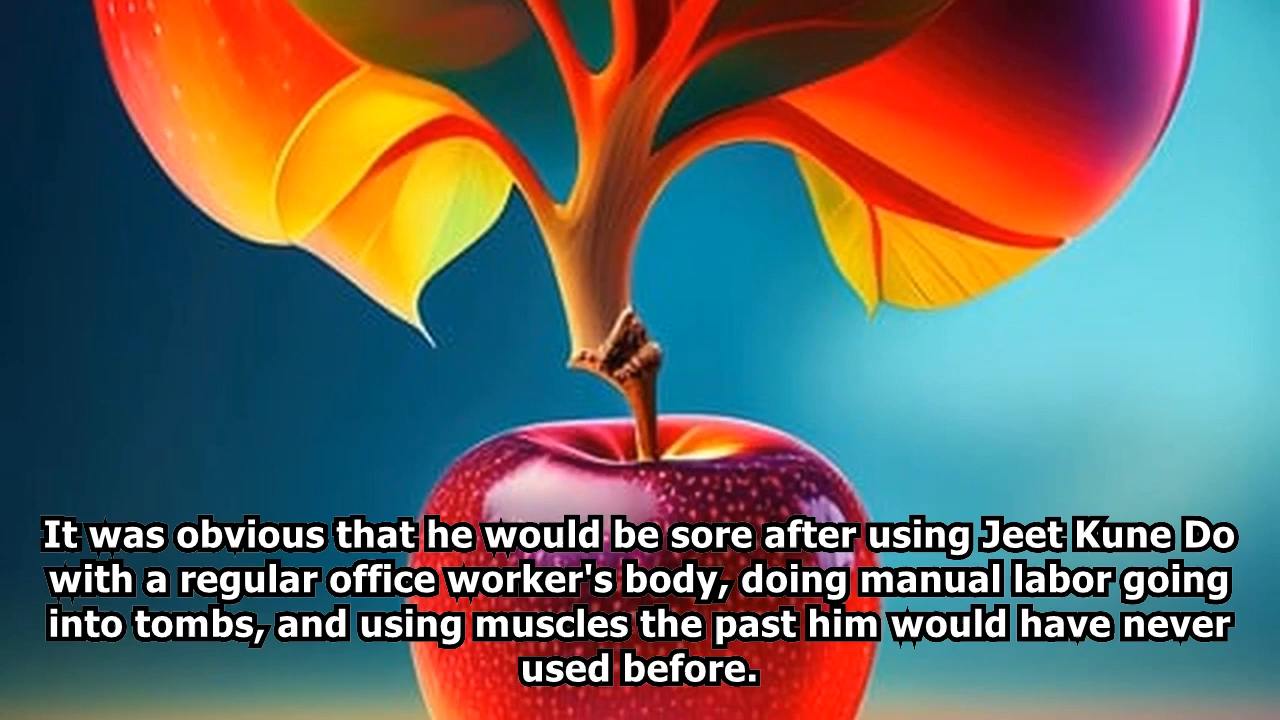 It was obvious that he would be sore after using Jeet Kune Do
with a regular office worker's body, doing manual labor going
into tombs, and using muscles the past him would have never
used before.